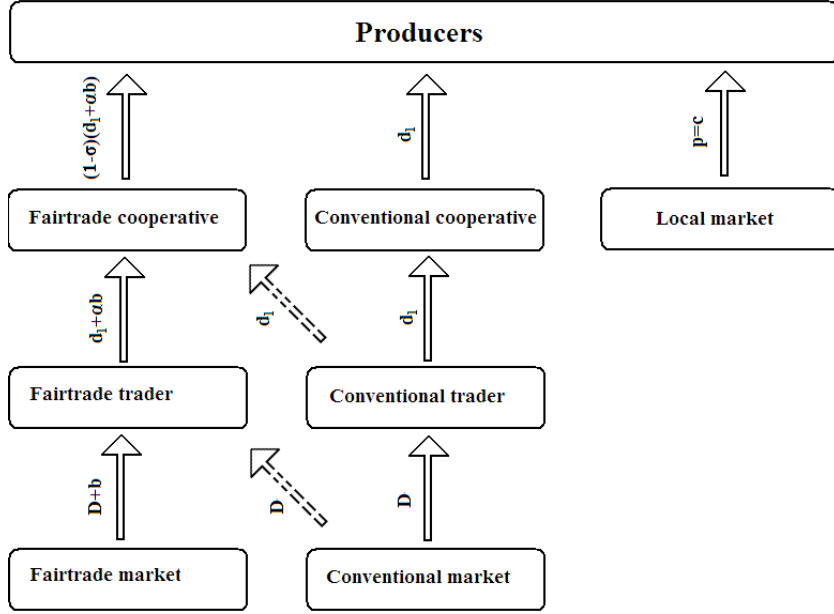 Producers
(1-σ)(d₁+αb)
d₁
p=c
Fairtrade cooperative
Conventional cooperative
Local market
d₁+αb
d₁
d₁
Fairtrade trader
Conventional trader
D+b
D
D
Fairtrade market
Conventional market